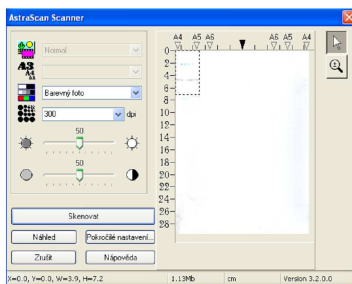 AstraScan Scanner
Normal
A3
A4
Barevný foto
300 dpi
50
50
Skenovat
Náhled Pokročilé nastavení...
Zrušit Nápověda
A4 A5 A6 A6 A5 A4
0
2
4
6
8
10
12
14
16
18
20
22
24
26
28
X=0.0, Y=0.0, W=3.9, H=7.2 1.13Mb cm Version 3.2.0.0